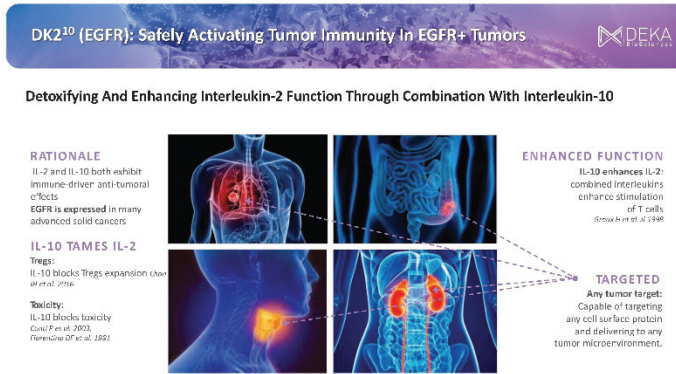 DK2¹⁰ (EGFR): Safely Activating Tumor Immunity In EGFR+ Tumors
DEKA
BioSciences
Detoxifying And Enhancing Interleukin-2 Function Through Combination With Interleukin-10
RATIONALE
IL-2 and IL-10 both exhibit
immune-driven anti-tumoral
effects
EGFR is expressed in many
advanced solid cancers
IL-10 TAMES IL-2
Tregs:
IL-10 blocks Tregs expansion
et al. 2016
Toxicity:
IL-10 blocks toxicity
Conti P et al. 2003,
Fiorentino DF et al. 1991
ENHANCED FUNCTION
IL-10 enhances IL-2:
combined interleukins
enhance stimulation
of T cells
Groux H et al. 1998
TARGETED
Any tumor target:
Capable of targeting
any cell surface protein
and delivering to any
tumor microenvironment.